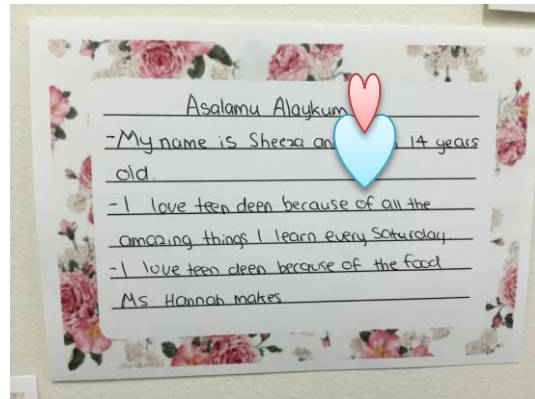 Asalamu Alaykum
-My name is Sheeza an 14 years
old.
-I love teen deen because of all the
amazing things I learn every Saturday.
-I love teen deen because of the food
Ms Hannah makes